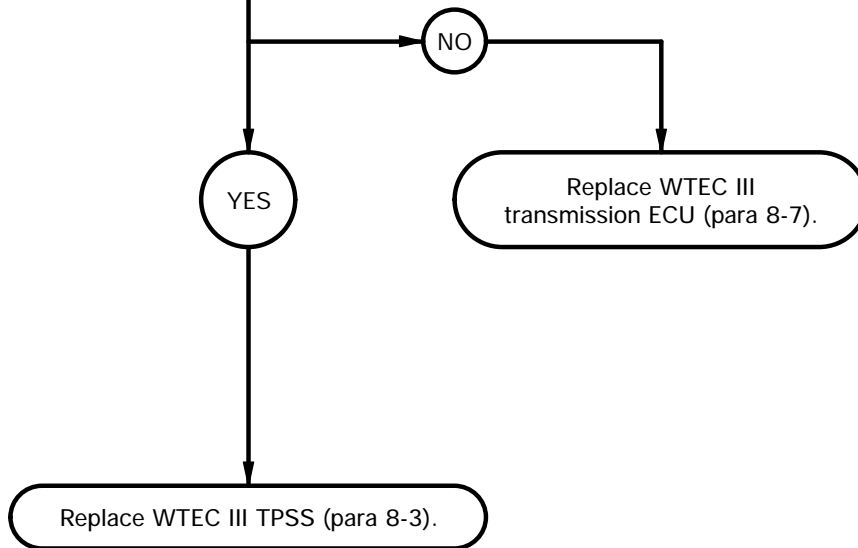 NO
YES
Replace WTEC III
transmission ECU (para 8-7).
Replace WTEC III TPSS (para 8-3).